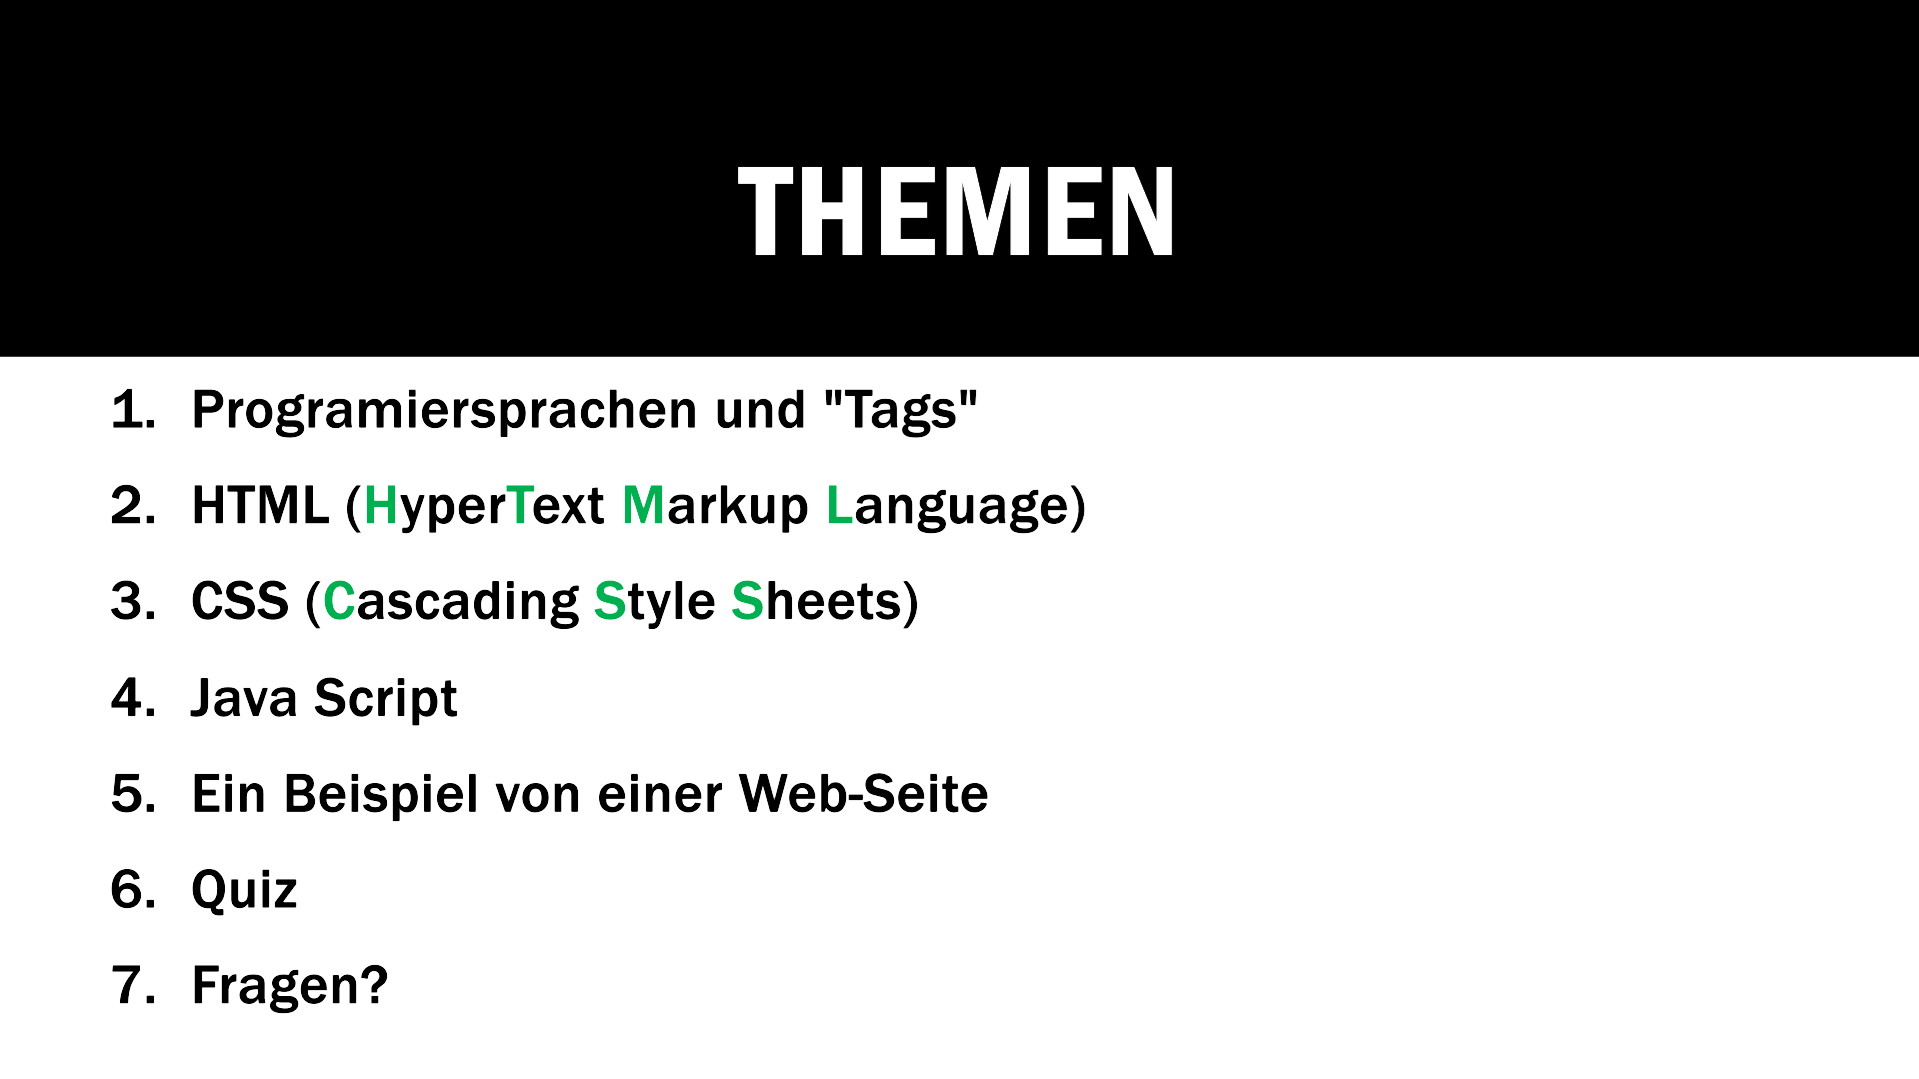 THEMEN
1. Programiersprachen und "Tags"
2. HTML (HyperText Markup Language)
3. CSS (Cascading Style Sheets)
4. Java Script
5. Ein Beispiel von einer Web-Seite
6. Quiz
7. Fragen?